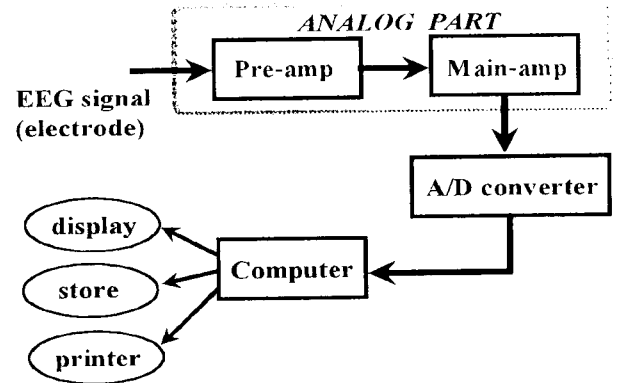 ANALOG PART
Pre-amp
Main-amp
EEG signal
(electrode)
A/D converter
display
Computer
store
printer